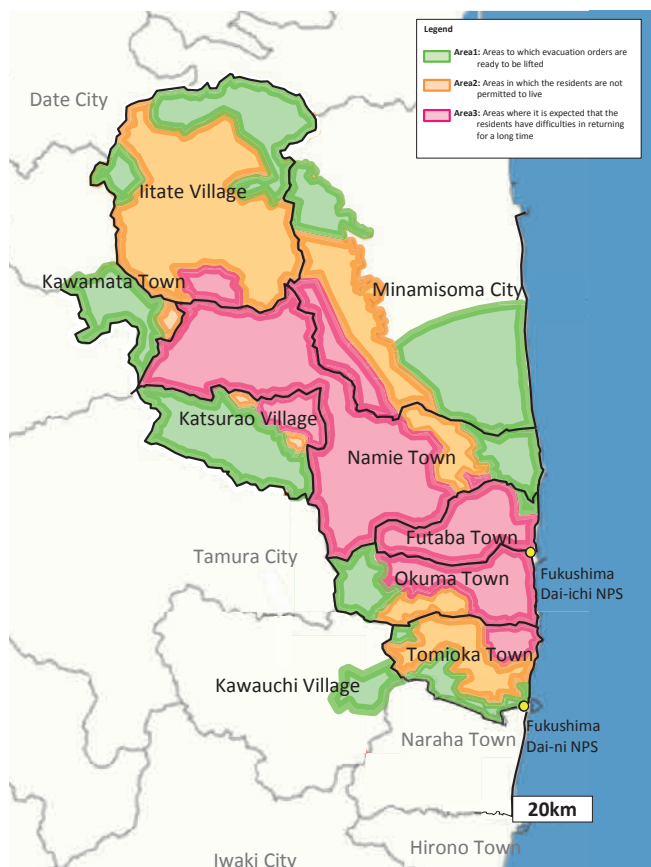 Legend
Area1: Areas to which evacuation orders are
ready to be lifted
Area2: Areas in which the residents are not
permitted to live
Area3: Areas where it is expected that the
residents have difficulties in returning
for a long time
Date City
Iitate Village
Kawamata Town
Minamisoma City
Katsurao Village
Namie Town
Futaba Town
Tamura City
Okuma Town
Fukushima
Dai-ichi NPS
Tomioka Town
Kawauchi Village
Fukushima
Dai-ni NPS
Naraha Town
20km
Hirono Town
Iwaki City